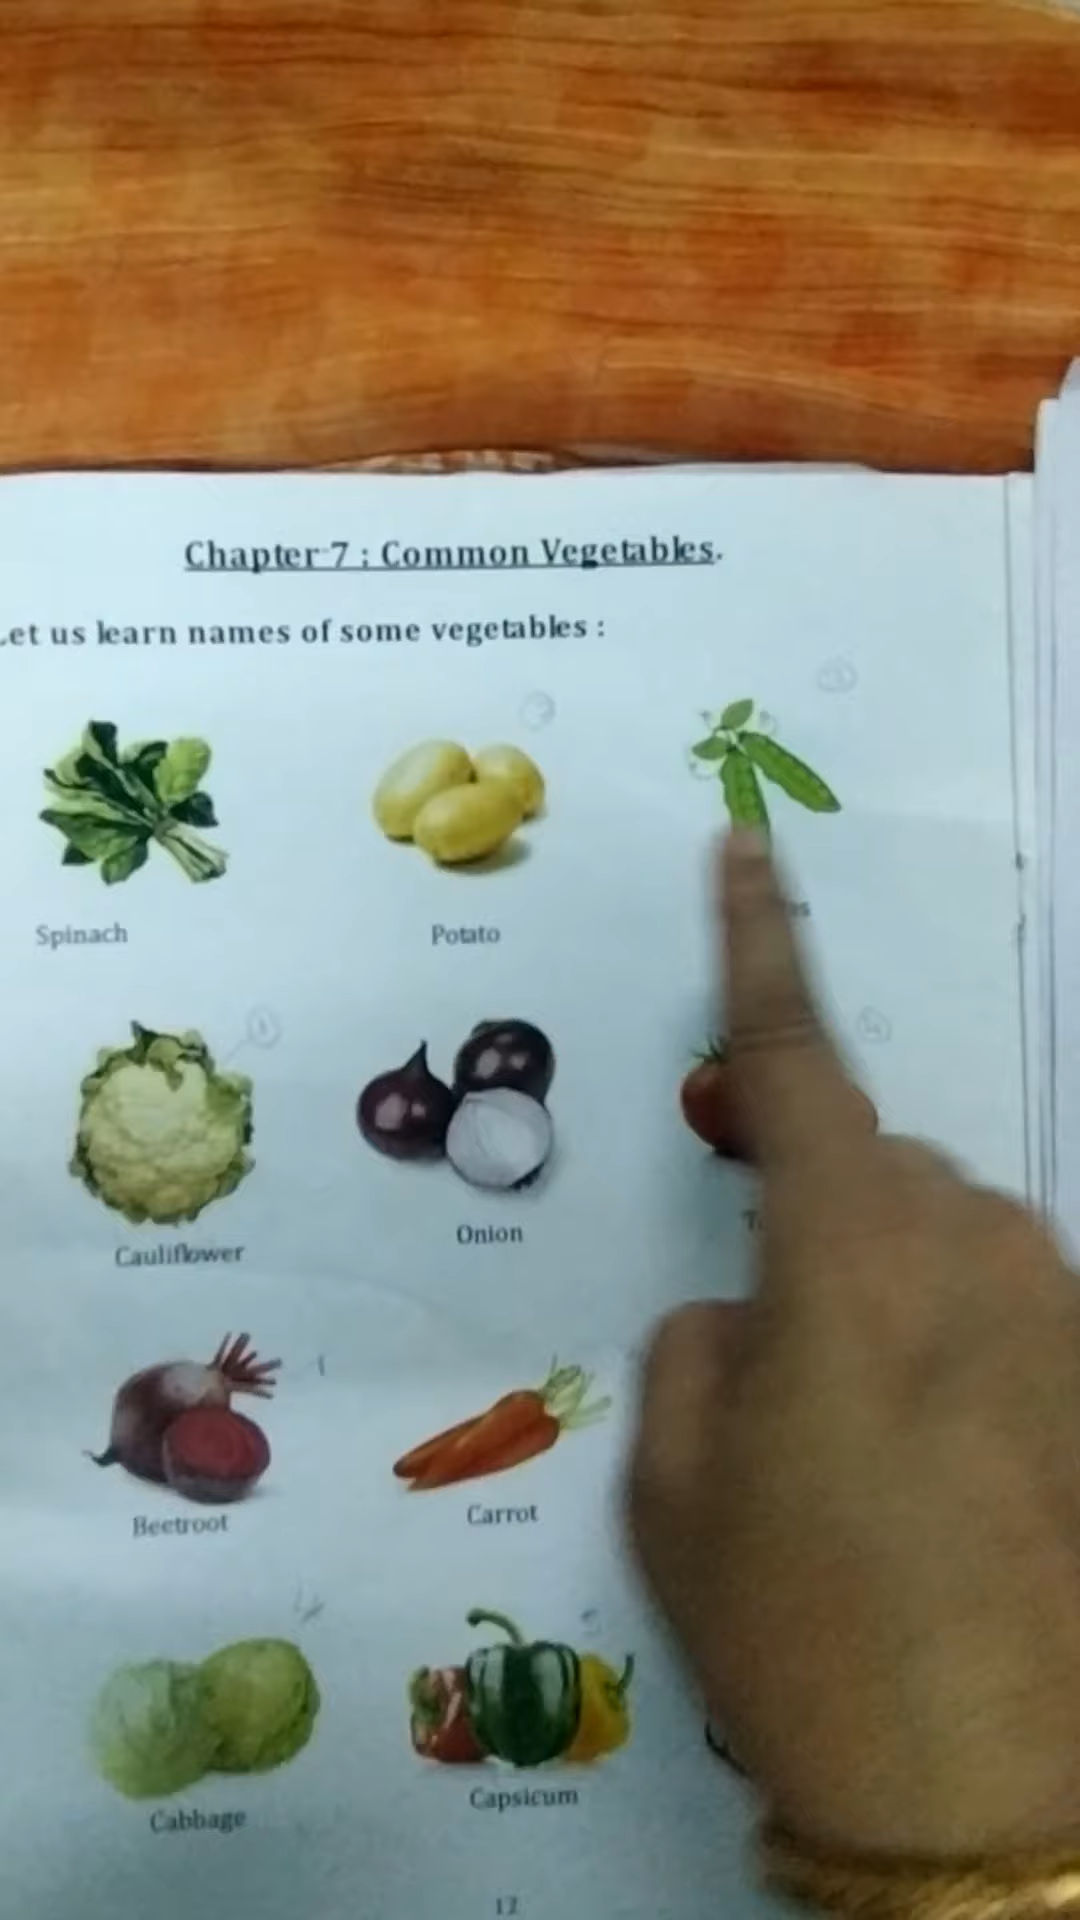 Chapter 7 : Common Vegetables.
Let us learn names of some vegetables :
Spinach
Potato
Cauliflower
Onion
Beetroot
Carrot
Cabbage
Capsicum
12